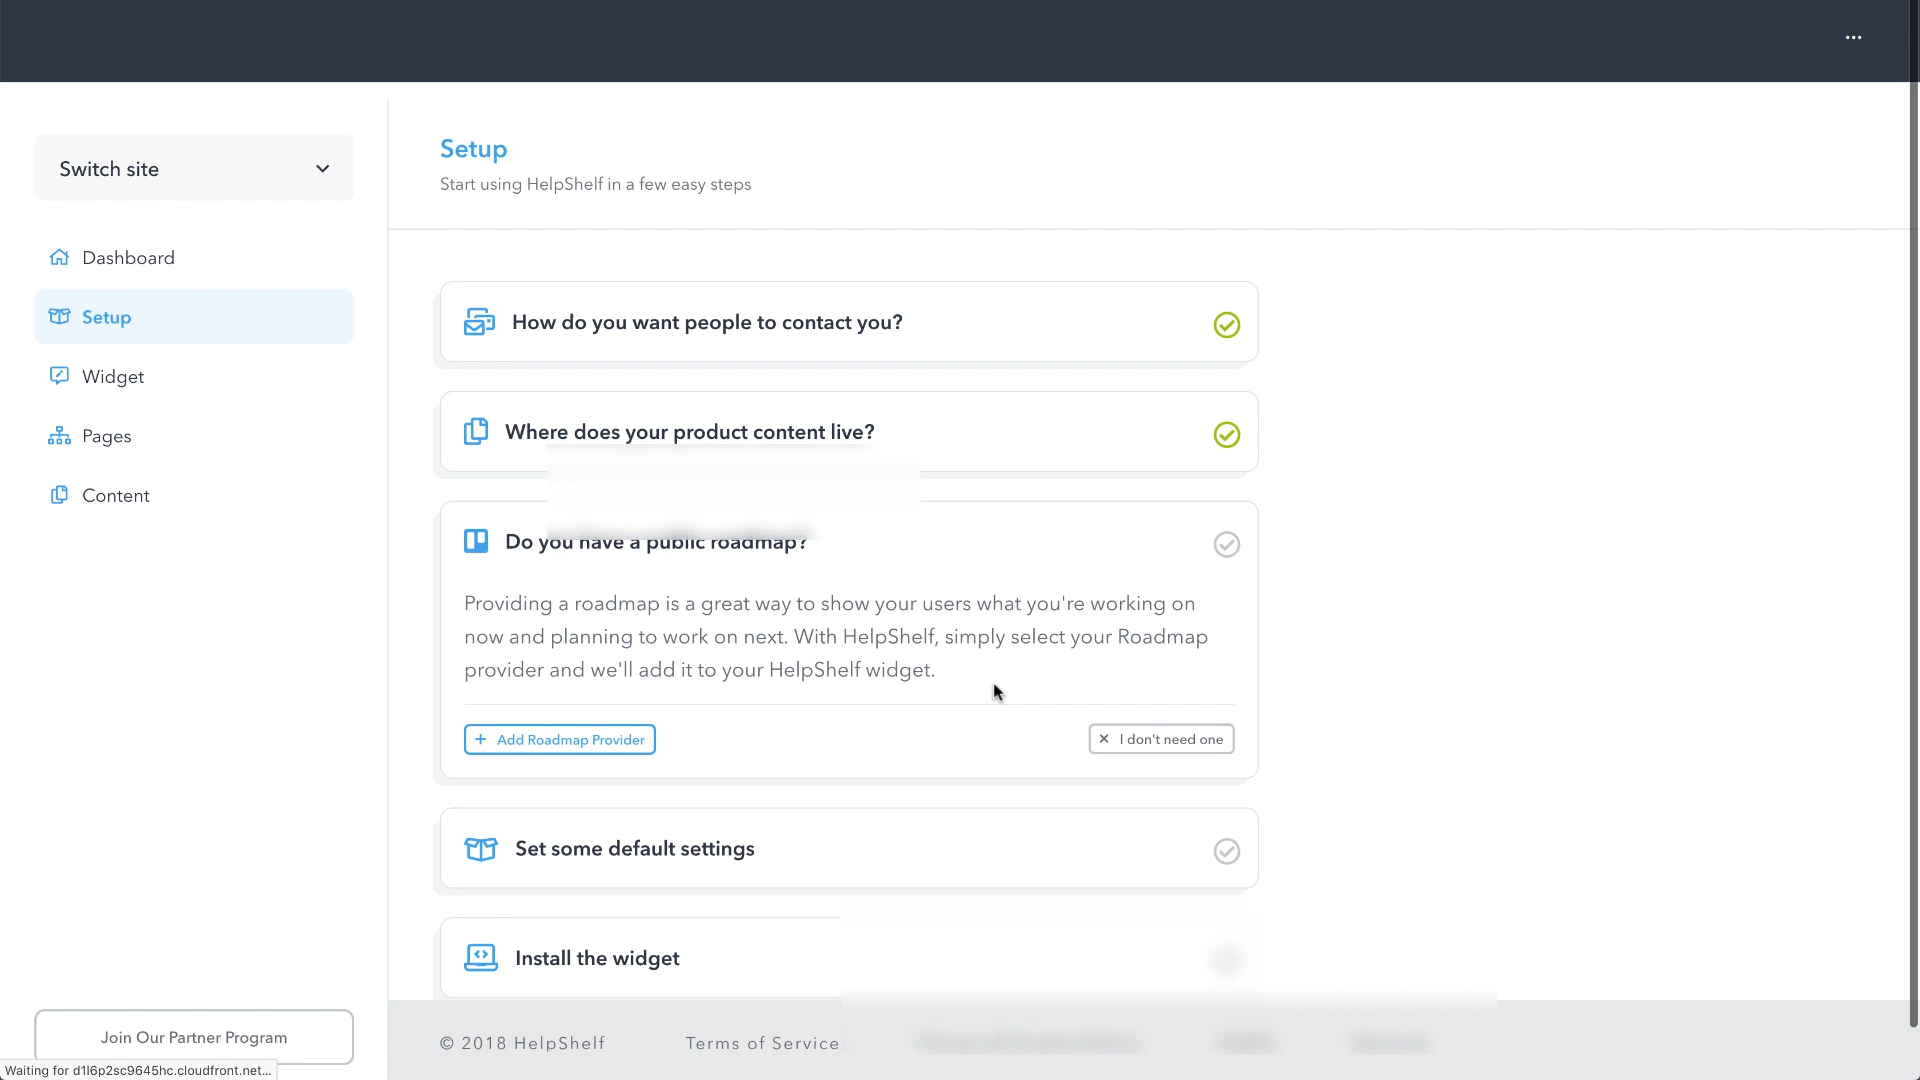 Switch site
Dashboard
Setup
Widget
Pages
Content
Join Our Partner Program
Waiting for d1l6p2sc9645hc.cloudfront.net...
Setup
Start using HelpShelf in a few easy steps
How do you want people to contact you?
Where does your product content live?
Do you have a public roadmap?
Providing a roadmap is a great way to show your users what you're working on
now and planning to work on next. With HelpShelf, simply select your Roadmap
provider and we'll add it to your HelpShelf widget.
+ Add Roadmap Provider
× I don't need one
Set some default settings
Install the widget
© 2018 HelpShelf Terms of Service